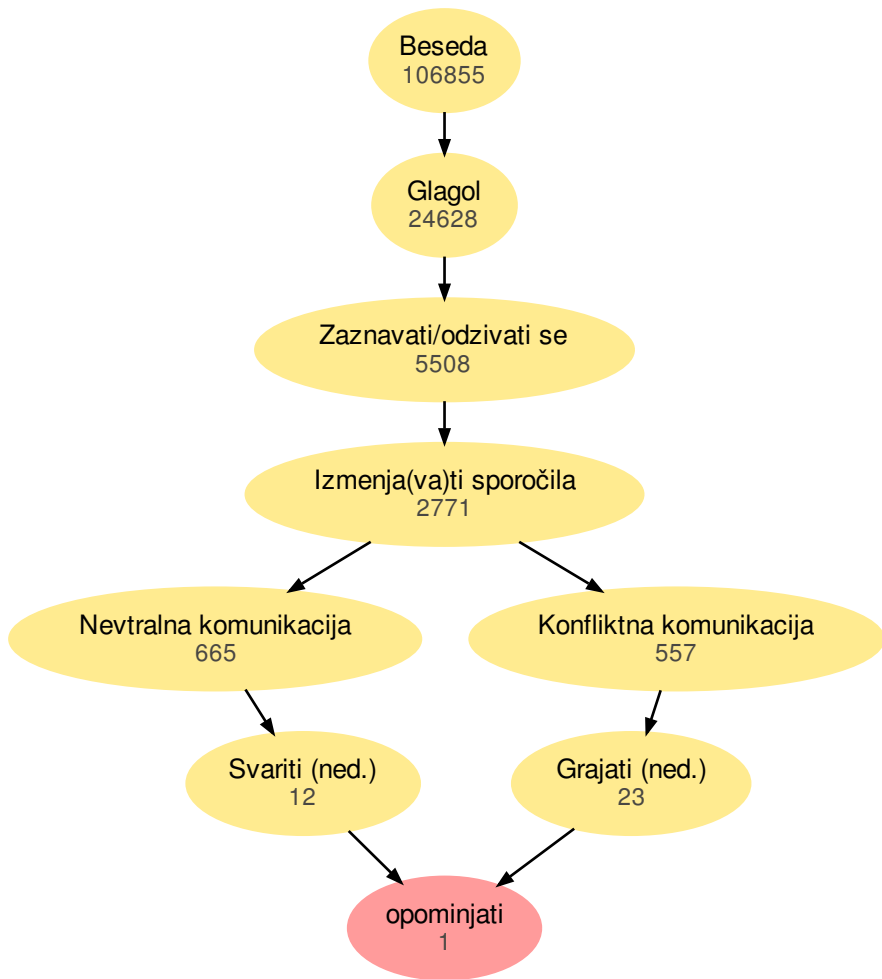 Beseda
106855
Glagol
24628
Zaznavati/odzivati se
5508
Izmenja(va)ti sporočila
2771
Nevtralna komunikacija
665
Konfliktna komunikacija
557
Svariti (ned.)
12
Grajati (ned.)
23
opominjati
1